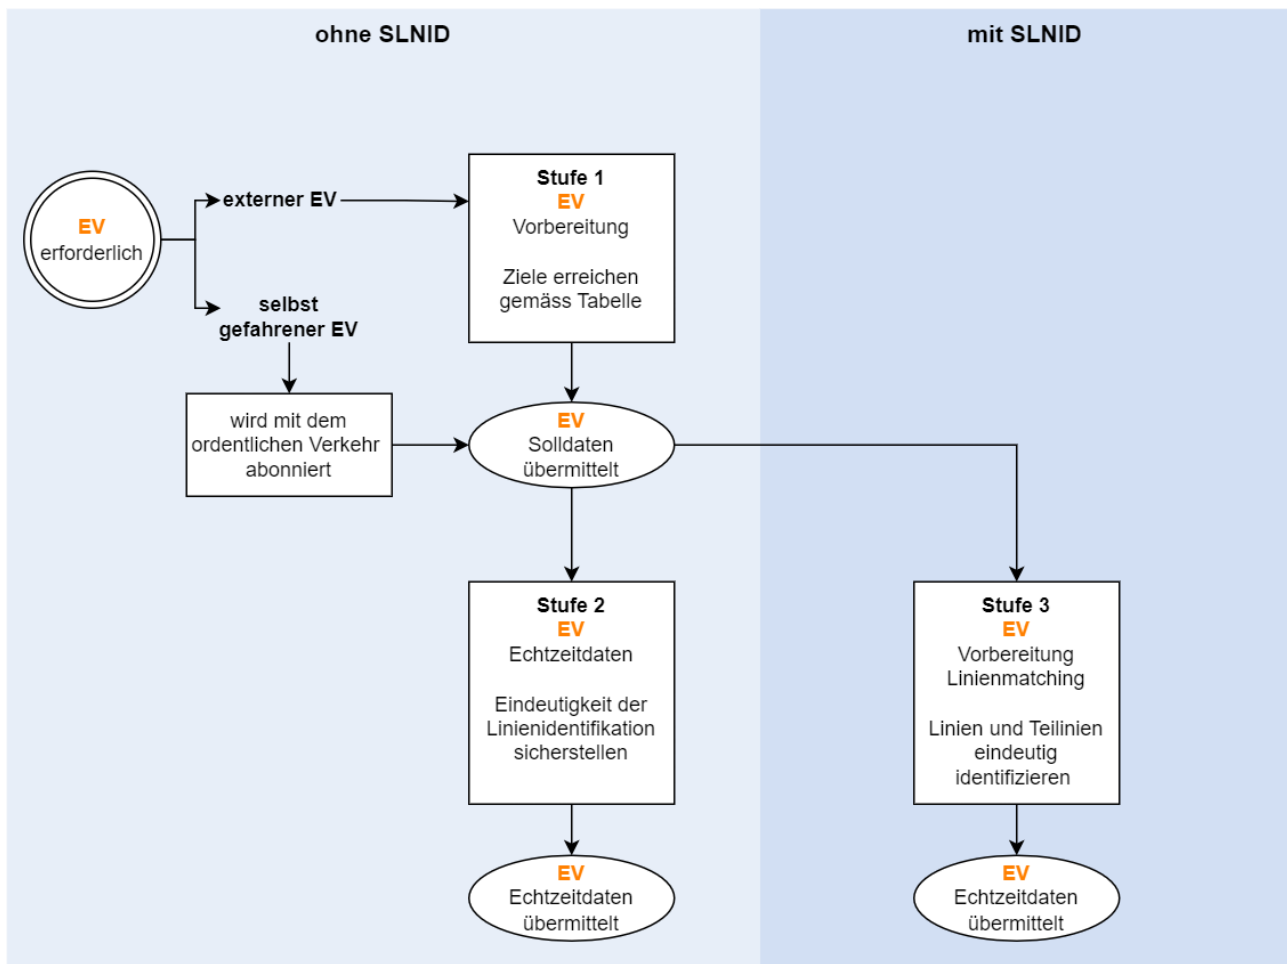 ohne SLNID
mit SLNID
EV
erforderlich
externer EV
selbst
gefahrener EV
wird mit dem
ordentlichen Verkehr
abonniert
Stufe 1
EV
Vorbereitung
Ziele erreichen
gemäss Tabelle
EV
Solldaten
übermittelt
Stufe 2
EV
Echtzeitdaten
Eindeutigkeit der
Linienidentifikation
sicherstellen
EV
Echtzeitdaten
übermittelt
Stufe 3
EV
Vorbereitung
Linienmatching
Linien und Teilinien
eindeutig
identifizieren
EV
Echtzeitdaten
übermittelt